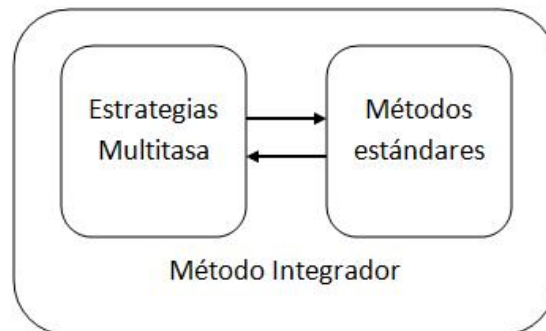 Estrategias
Multitasa
Métodos
estándares
Método Integrador